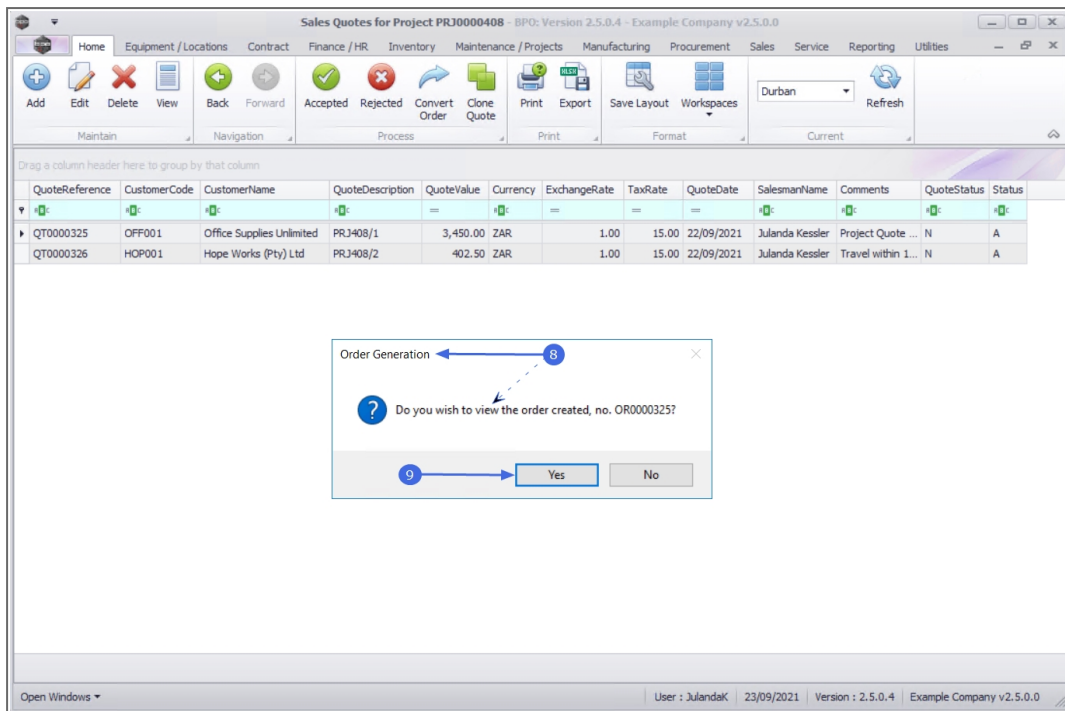 Sales Quotes for Project PRJ0000408 - BPO: Version 2.5.0.4 - Example Company v2.5.0.0
Home Equipment / Locations Contract Finance / HR Inventory Maintenance / Projects Manufacturing Procurement Sales Service Reporting Utilities
Add Edit Delete View Back Forward Accepted Rejected Convert Order Clone Quote Print Export Save Layout Workspaces Durban Refresh
Maintain Navigation Process Print Format Current
Drag a column header here to group by that column
QuoteReference CustomerCode CustomerName QuoteDescription QuoteValue Currency ExchangeRate TaxRate QuoteDate SalesmanName Comments QuoteStatus Status
QT0000325 OFF001 Office Supplies Unlimited PRJ408/1 3,450.00 ZAR 1.00 15.00 22/09/2021 Julanda Kessler Project Quote ... N A
QT0000326 HOP001 Hope Works (Pty) Ltd PRJ408/2 402.50 ZAR 1.00 15.00 22/09/2021 Julanda Kessler Travel within 1... N A
Order Generation 8
Do you wish to view the order created, no. OR0000325?
9 Yes No
Open Windows User : JulandaK 23/09/2021 Version : 2.5.0.4 Example Company v2.5.0.0